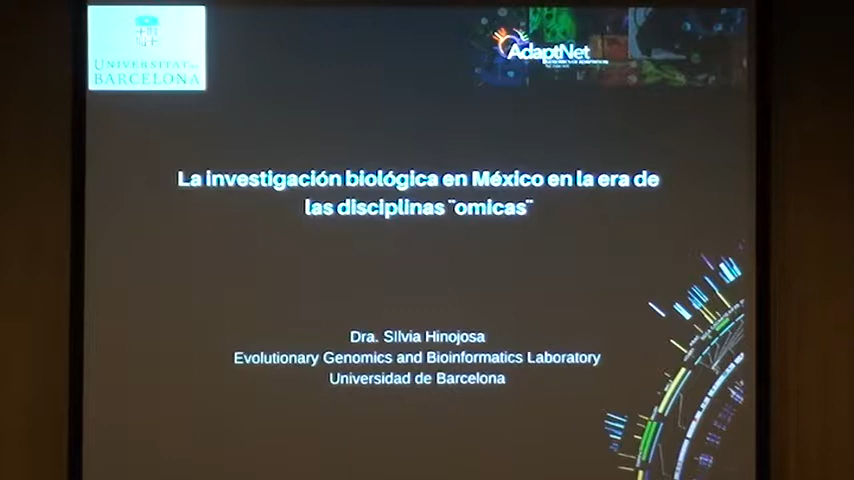 UNIVERSITAT DE
BARCELONA
AdaptNet
La investigación biológica en México en la era de
las disciplinas ¨omicas¨
Dra. SIlvia Hinojosa
Evolutionary Genomics and Bioinformatics Laboratory
Universidad de Barcelona